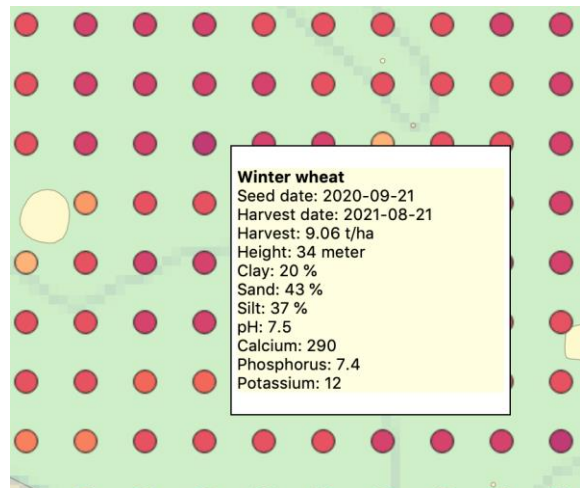 Winter wheat
Seed date: 2020-09-21
Harvest date: 2021-08-21
Harvest: 9.06 t/ha
Height: 34 meter
Clay: 20 %
Sand: 43 %
Silt: 37 %
pH: 7.5
Calcium: 290
Phosphorus: 7.4
Potassium: 12